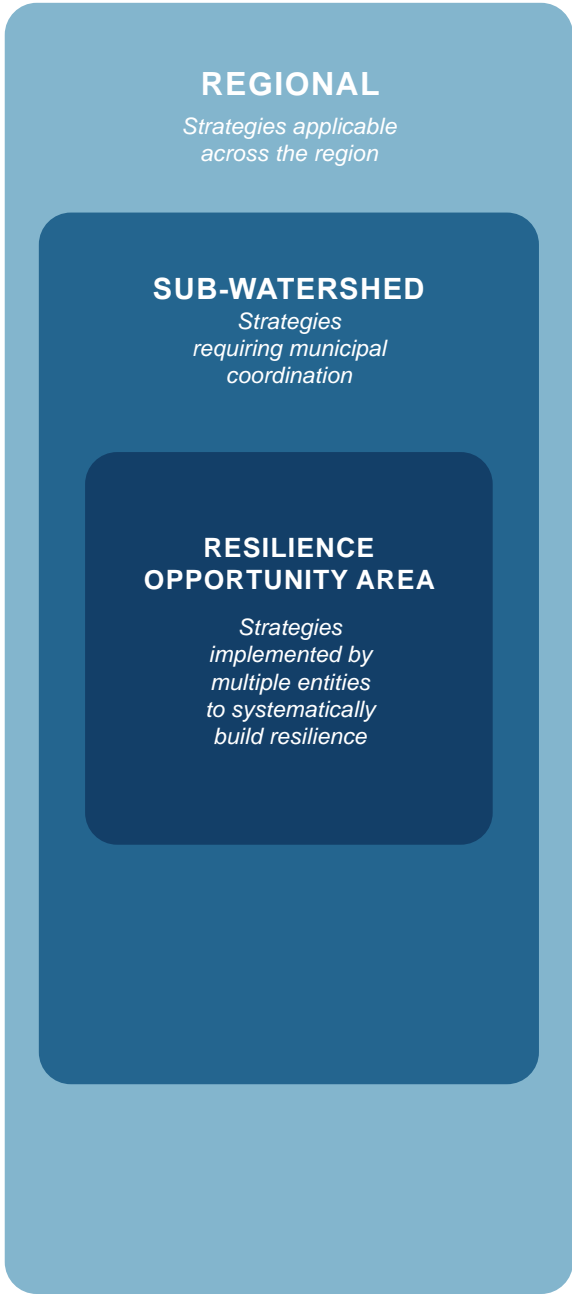 REGIONAL
Strategies applicable
across the region
SUB-WATERSHED
Strategies
requiring municipal
coordination
RESILIENCE
OPPORTUNITY AREA
Strategies
implemented by
multiple entities
to systematically
build resilience